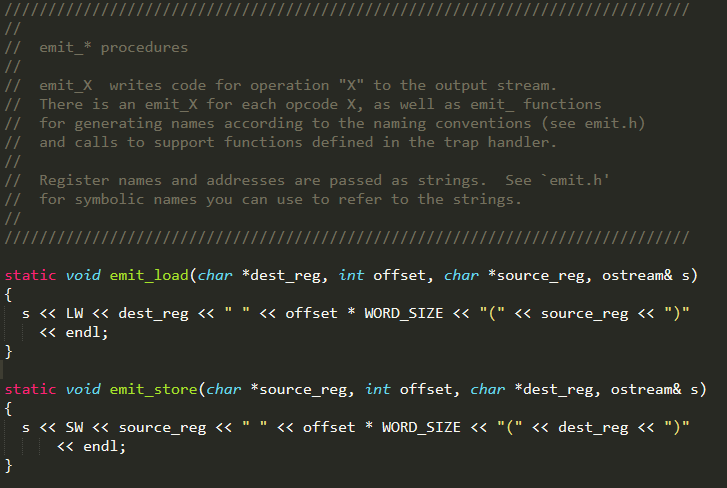 ///////////////////////////////////////////////////////////////////////////////
//
//  emit_* procedures
//
//  emit_X  writes code for operation "X" to the output stream.
//  There is an emit_X for each opcode X, as well as emit_ functions
//  for generating names according to the naming conventions (see emit.h)
//  and calls to support functions defined in the trap handler.
//
//  Register names and addresses are passed as strings.  See `emit.h'
//  for symbolic names you can use to refer to the strings.
//
///////////////////////////////////////////////////////////////////////////////
static void emit_load(char *dest_reg, int offset, char *source_reg, ostream& s)
{
  s << LW << dest_reg << " " << offset * WORD_SIZE << "(" << source_reg << ")"
    << endl;
}
static void emit_store(char *source_reg, int offset, char *dest_reg, ostream& s)
{
  s << SW << source_reg << " " << offset * WORD_SIZE << "(" << dest_reg << ")"
      << endl;
}